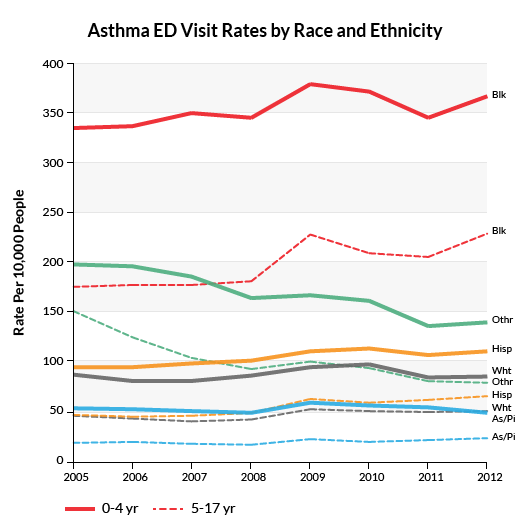 Asthma ED Visit Rates by Race and Ethnicity
Rate Per 10,000 People
400
350
300
250
200
150
100
50
0
2005 2006 2007 2008 2009 2010 2011 2012
Blk
Blk
Othr
Hisp
Wht
Othr
Hisp
Wht
As/Pi
As/Pi
0-4 yr 5-17 yr